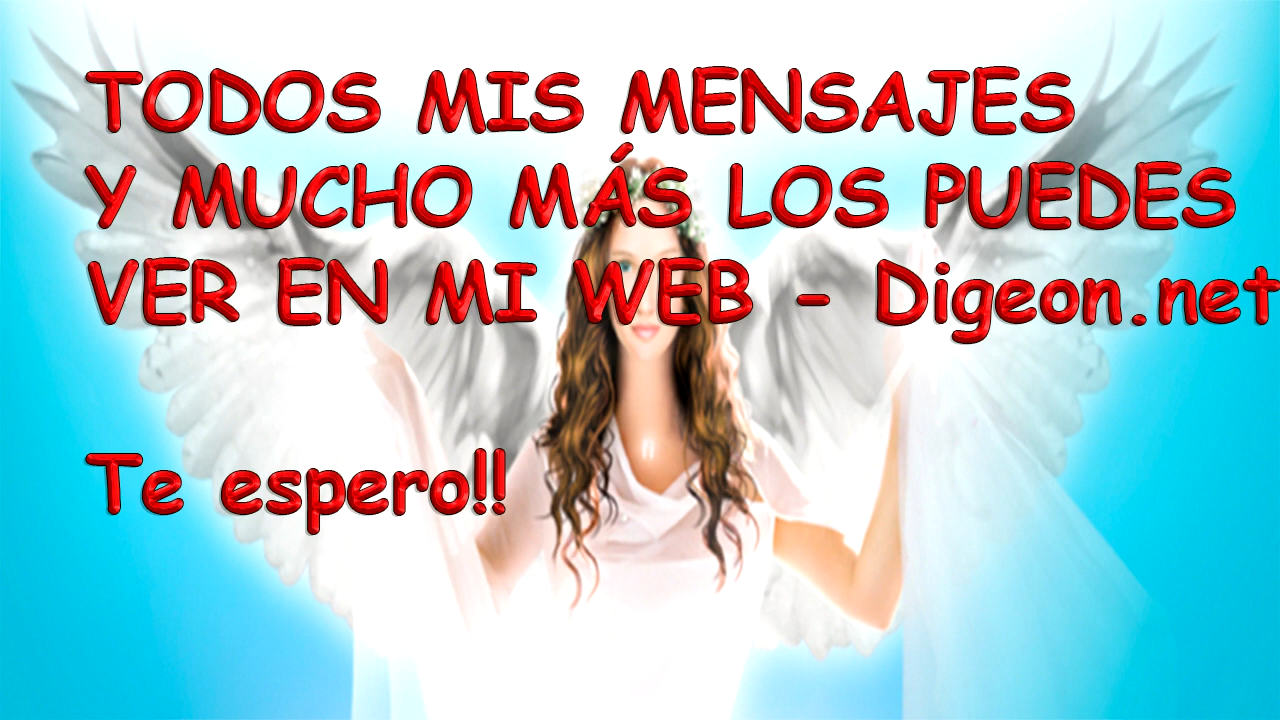 TODOS MIS MENSAJES
Y MUCHO MÁS LOS PUEDES
VER EN MI WEB - Digeon.net
Te espero!!